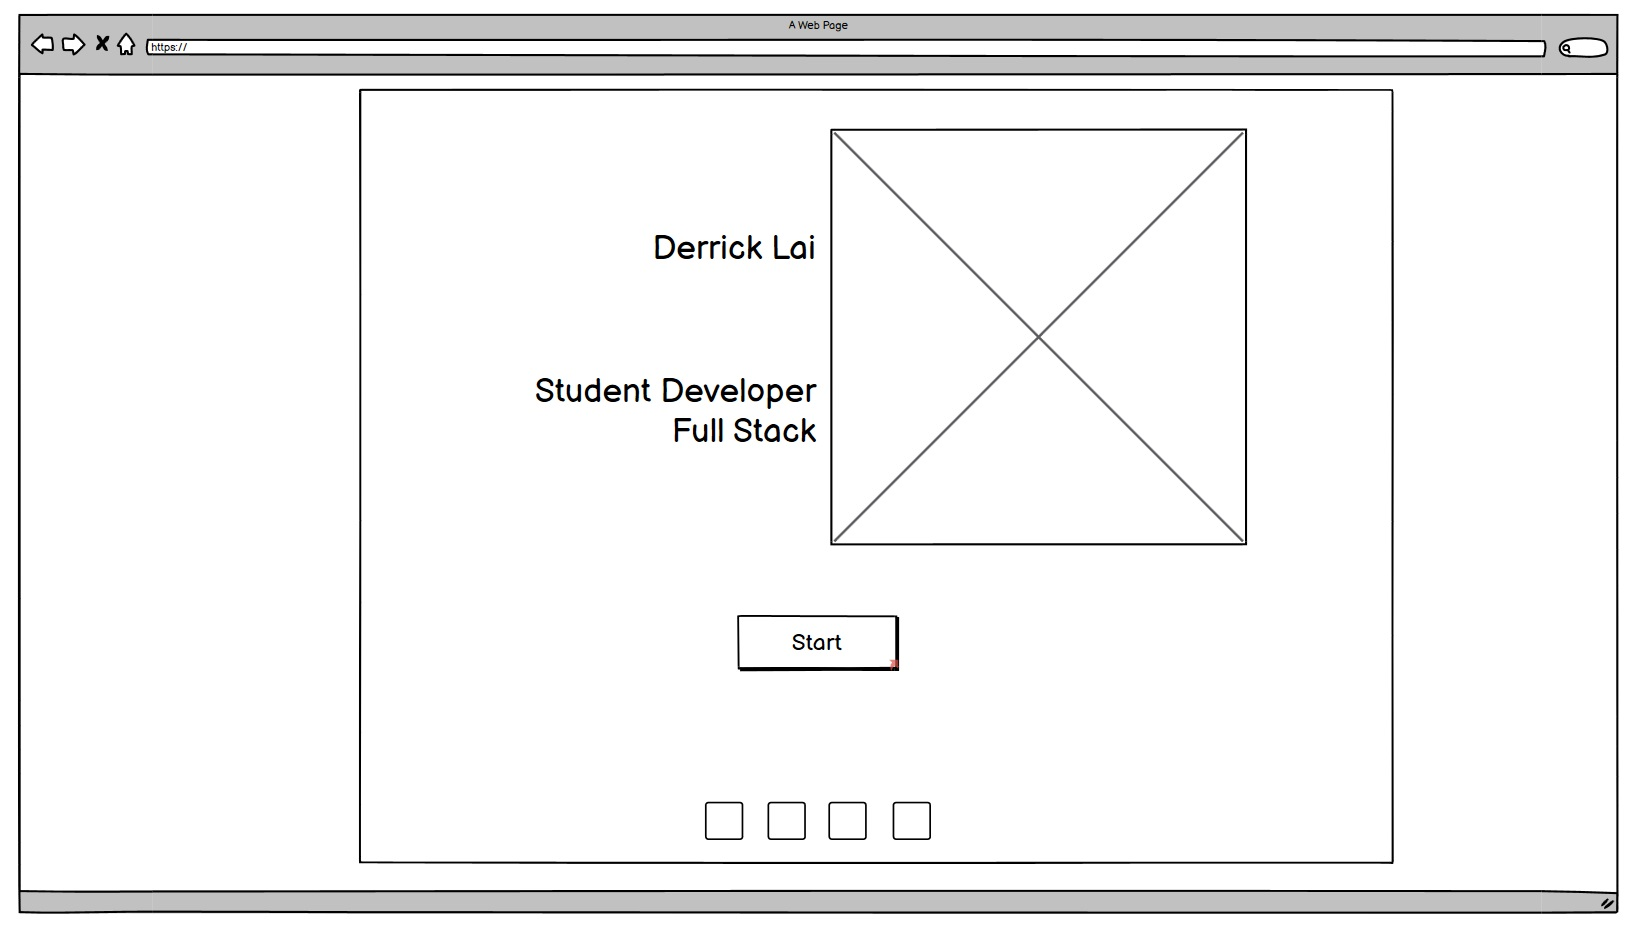 A Web Page
https://
Derrick Lai
Student Developer
Full Stack
Start